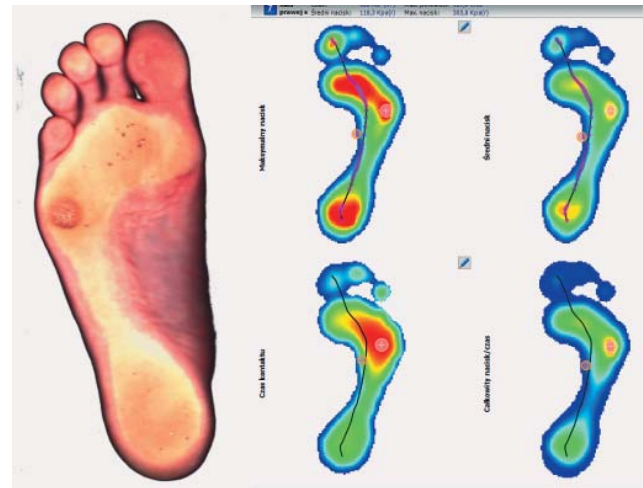 7
prawej k Średni nacisk: 118,3 Kpa(r) Max. nacisk: 383,8 Kpa(r)
Maksymalny nacisk
Średni nacisk
Czas kontaktu
Całkowity nacisk/czas